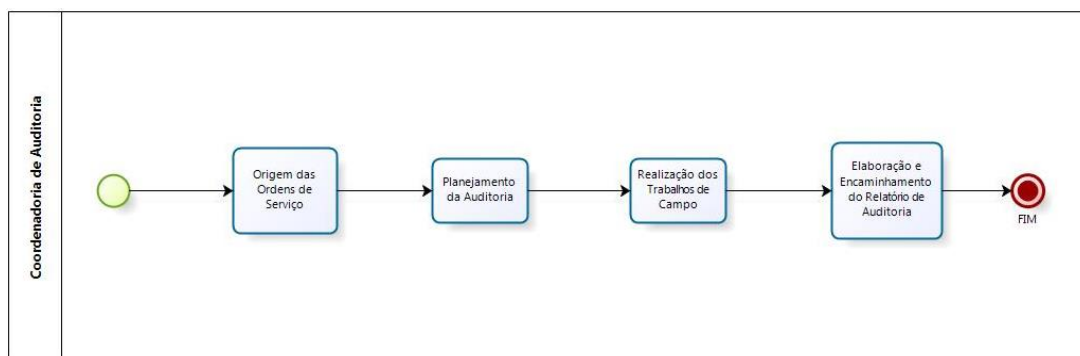 Coordenadoria de Auditoria
Origem das
Ordens de
Serviço
Planejamento
da Auditoria
Realização dos
Trabalhos de
Campo
Elaboração e
Encaminhamento
do Relatório de
Auditoria
FIM